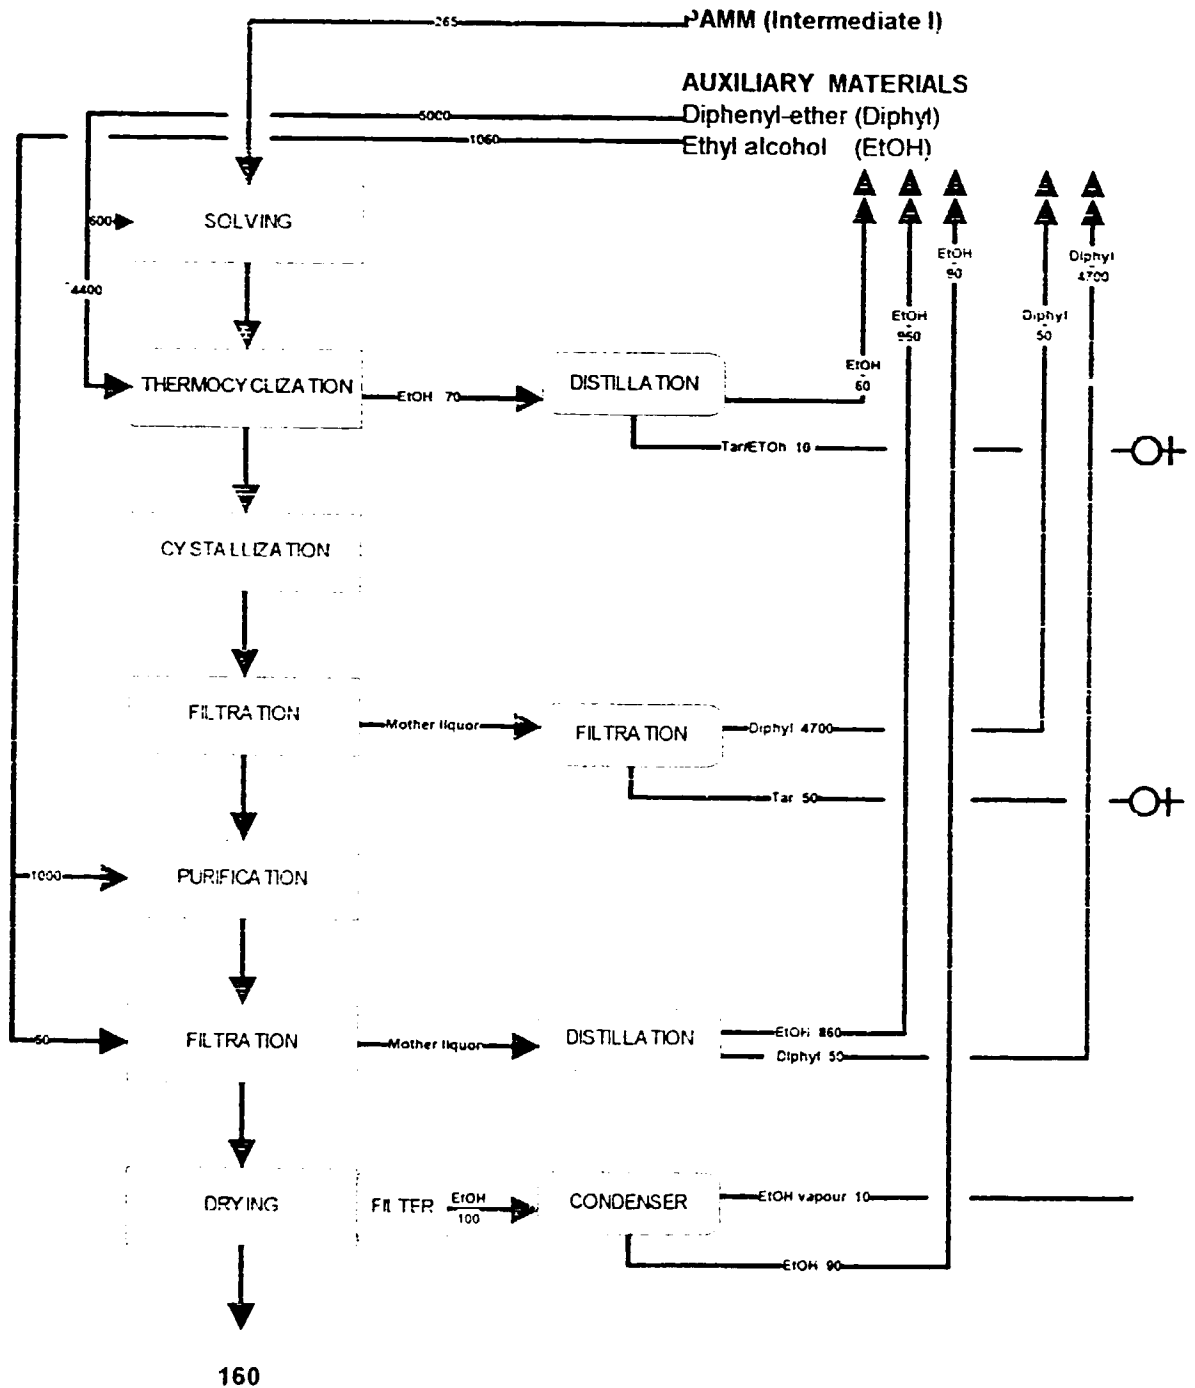 265
PAMM (Intermediate I)
AUXILIARY MATERIALS
5000
Diphenyl-ether (Diphyl)
1060
Ethyl alcohol (EtOH)
600
SOLVING
4400
EtOH
90
Diphyl
4700
EtOH
Diphyl
50
THERMOCYCLIZATION
EtOH 70
DISTILLATION
EtOH
60
Tar/ETOh 10
CYSTALLIZATION
FILTRATION
Mother liquor
FILTRATION
Diphyl 4700
Tar 50
1000
PURIFICATION
50
FILTRATION
Mother liquor
DISTILLATION
EtOH 860
Diphyl 50
DRYING
FILTER
EtOH
100
CONDENSER
EtOH vapour 10
EtOH 90
160